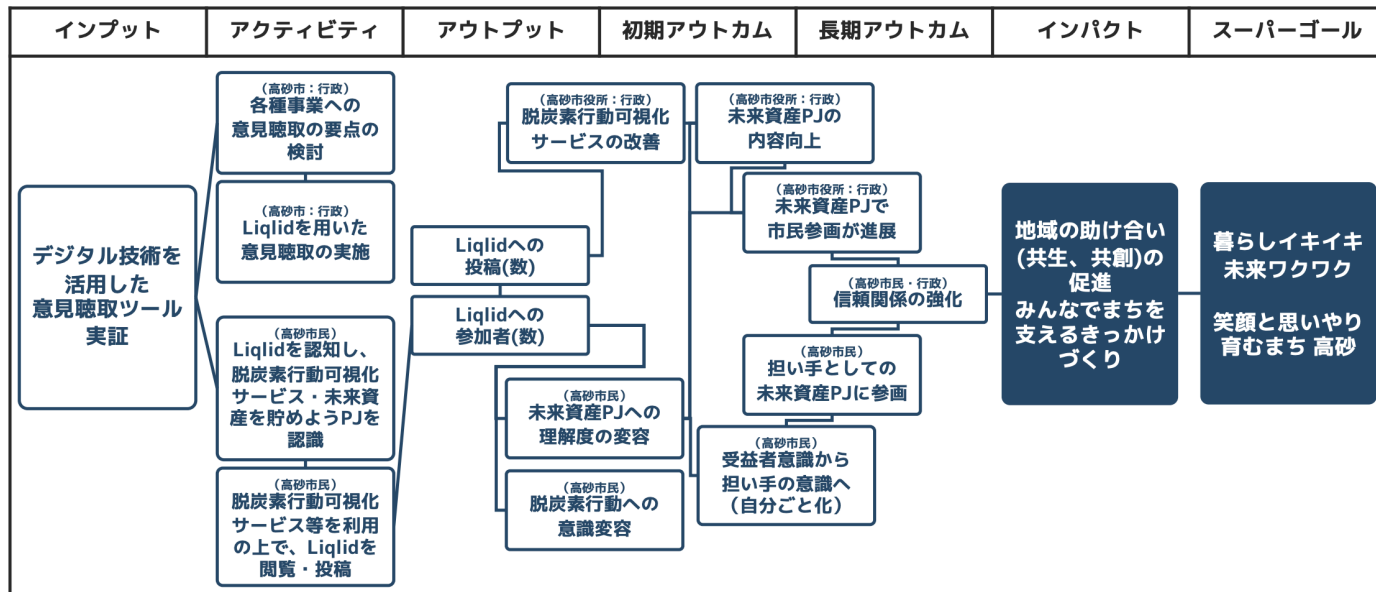 インプット
アクティビティ
アウトプット
初期アウトカム
長期アウトカム
インパクト
スーパーゴール
デジタル技術を
活用した
意見聴取ツール
実証
(高砂市：行政)
各種事業への
意見聴取の要点の
検討
(高砂市：行政)
Liqlidを用いた
意見聴取の実施
(高砂市民)
Liqlidを認知し、
脱炭素行動可視化
サービス・未来資
産を貯めようPJを
認識
(高砂市民)
脱炭素行動可視化
サービス等を利用
の上で、Liqlidを
閲覧・投稿
Liqlidへの
投稿(数)
Liqlidへの
参加者(数)
(高砂市役所：行政)
脱炭素行動可視化
サービスの改善
(高砂市民)
未来資産PJへの
理解度の変容
(高砂市民)
脱炭素行動への
意識変容
(高砂市役所：行政)
未来資産PJの
内容向上
(高砂市役所：行政)
未来資産PJで
市民参画が進展
(高砂市民・行政)
信頼関係の強化
(高砂市民)
担い手としての
未来資産PJに参画
(高砂市民)
受益者意識から
担い手の意識へ
（自分ごと化）
地域の助け合い
(共生、共創)の
促進
みんなでまちを
支えるきっかけ
づくり
暮らしイキイキ
未来ワクワク
笑顔と思いやり
育むまち 高砂